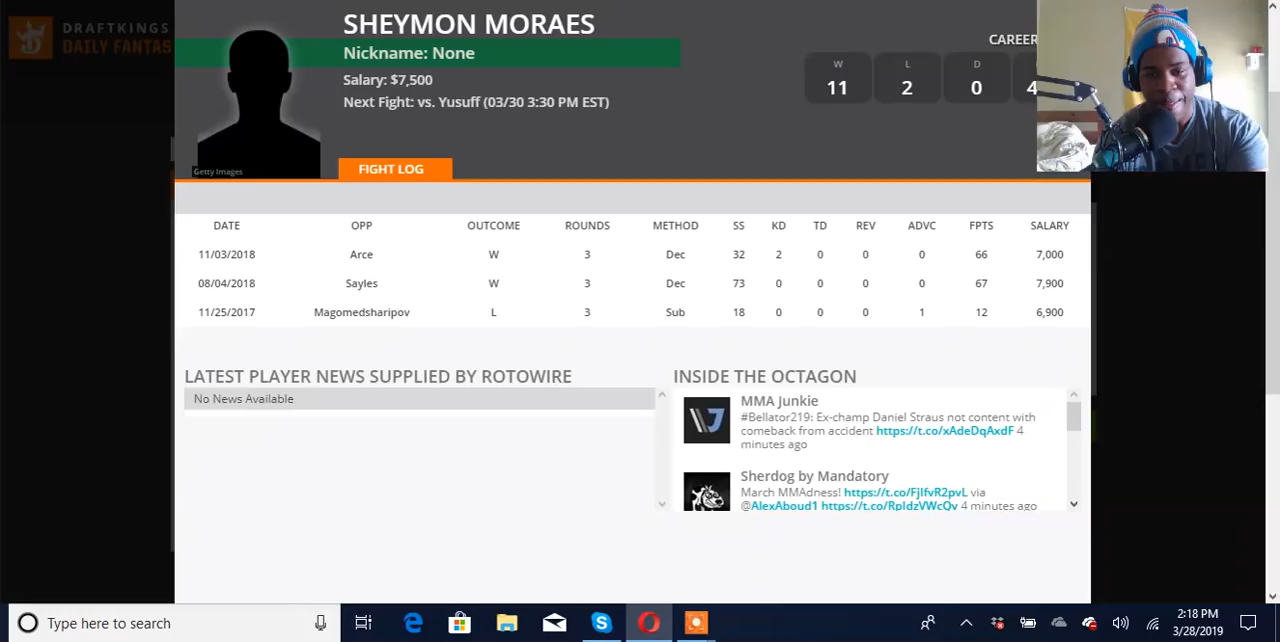 DRAFTKINGS
DAILY FANTAS
SHEYMON MORAES
Nickname: None
Salary: $7,500
Next Fight: vs. Yusuff (03/30 3:30 PM EST)
CAREER
W L D
11 2 0 4
Getty Images
FIGHT LOG
DATE OPP OUTCOME ROUNDS METHOD SS KD TD REV ADVC FPTS SALARY
11/03/2018 Arce W 3 Dec 32 2 0 0 0 66 7,000
08/04/2018 Sayles W 3 Dec 73 0 0 0 0 67 7,900
11/25/2017 Magomedsharipov L 3 Sub 18 0 0 0 1 12 6,900
LATEST PLAYER NEWS SUPPLIED BY ROTOWIRE
No News Available
INSIDE THE OCTAGON
MMA Junkie
#Bellator219: Ex-champ Daniel Straus not content with
comeback from accident https://t.co/xAdeDqAxdF 4
minutes ago
Sherdog by Mandatory
March MMAdness! https://t.co/FjIfvR2pvL via
@AlexAboud1 https://t.co/RpIdzVWcQv 4 minutes ago
Type here to search
2:18 PM
3/28/2019